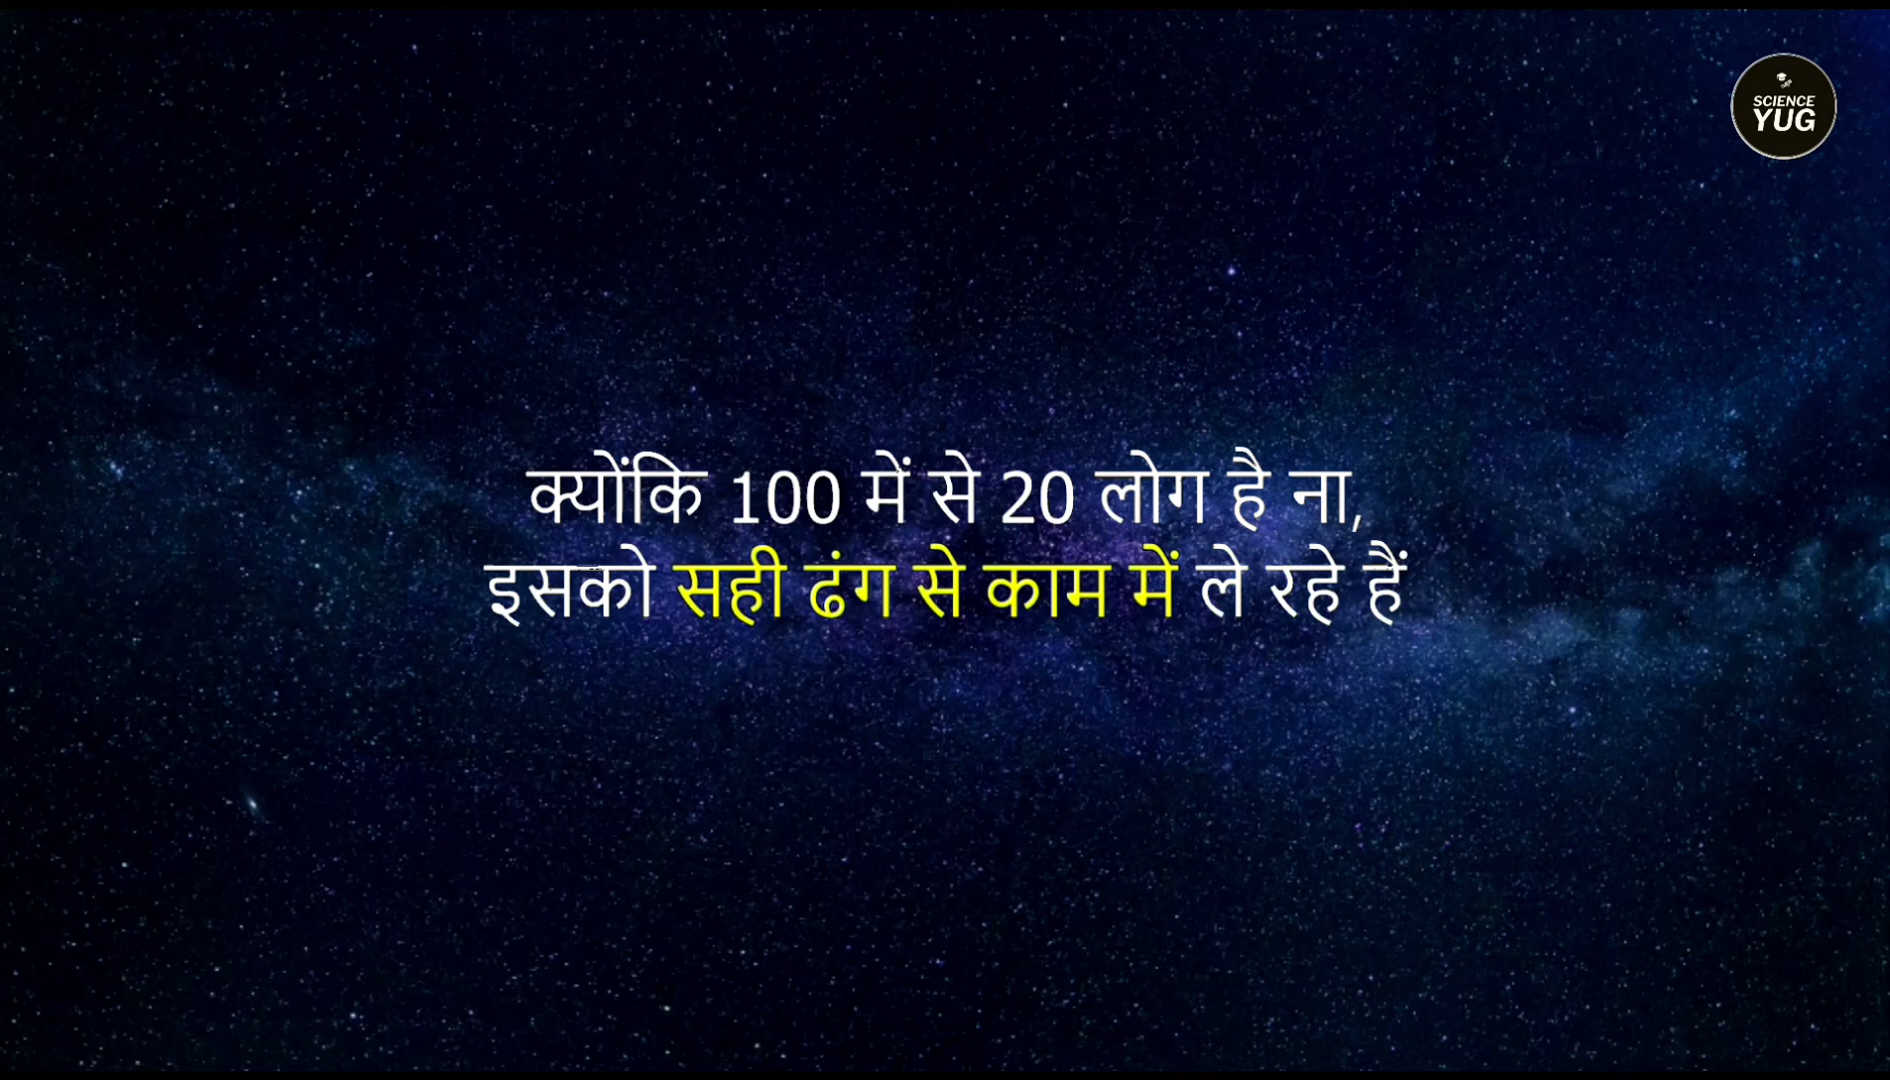 SCIENCE
YUG
क्योंकि 100 में से 20 लोग है ना,
इसको सही ढंग से काम में ले रहे हैं